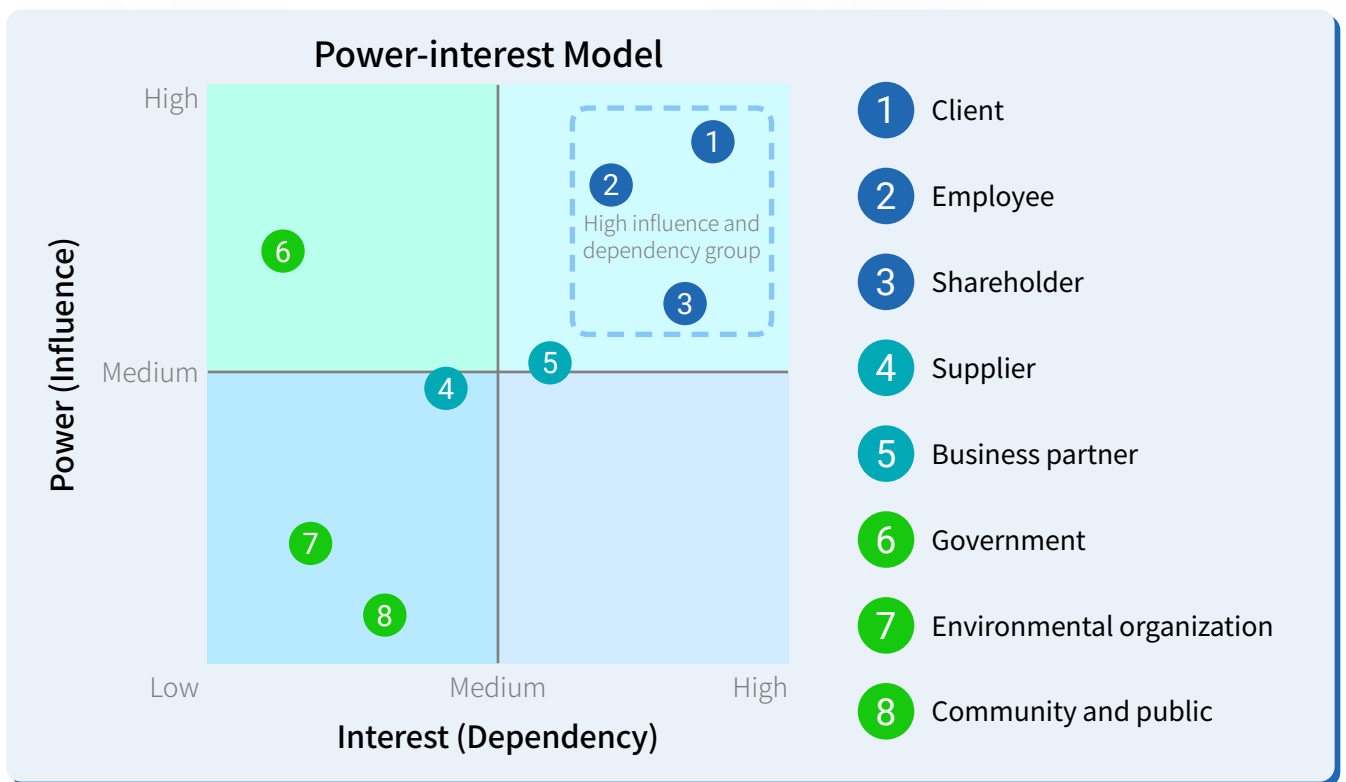 Power-interest Model
High
1
2
High influence and
dependency group
6
3
Power (Influence)
Medium
5
4
7
8
Low
Medium
High
Interest (Dependency)
1 Client
2 Employee
3 Shareholder
4 Supplier
5 Business partner
6 Government
7 Environmental organization
8 Community and public